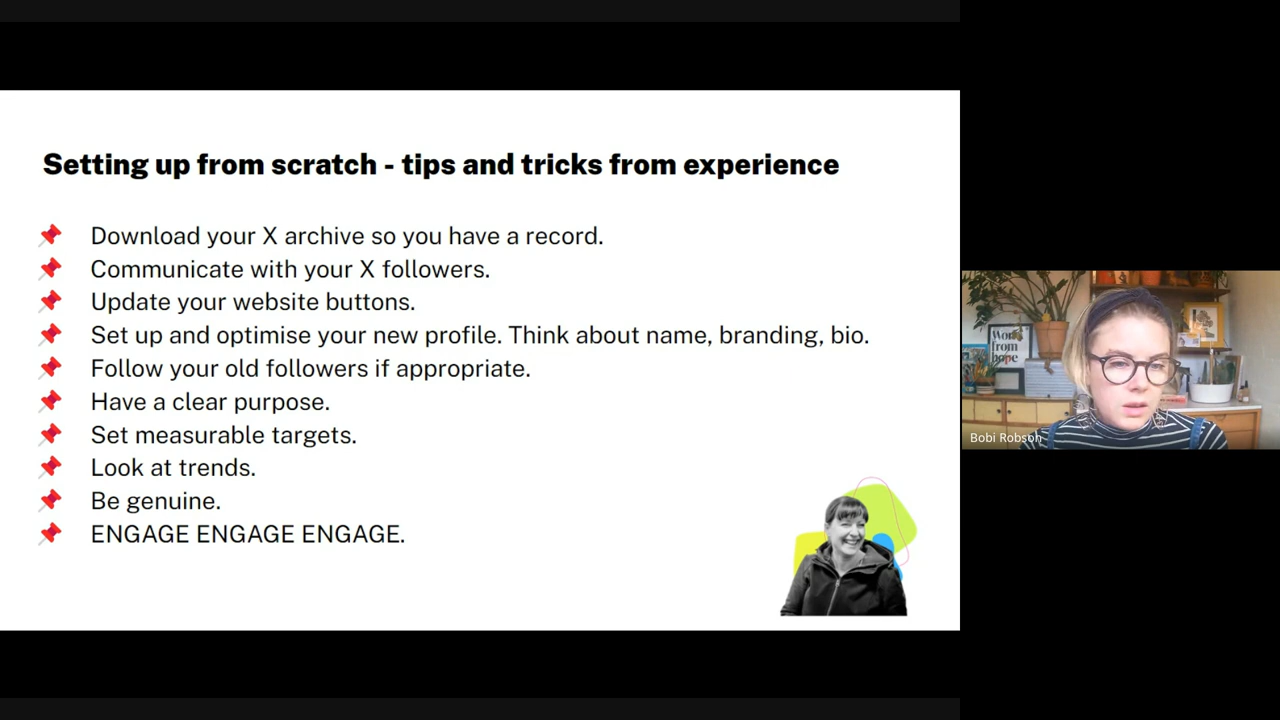 Setting up from scratch - tips and tricks from experience
Download your X archive so you have a record.
Communicate with your X followers.
Update your website buttons.
Set up and optimise your new profile. Think about name, branding, bio.
Follow your old followers if appropriate.
Have a clear purpose.
Set measurable targets.
Look at trends.
Be genuine.
ENGAGE ENGAGE ENGAGE.
from
hope
Bobi Robson